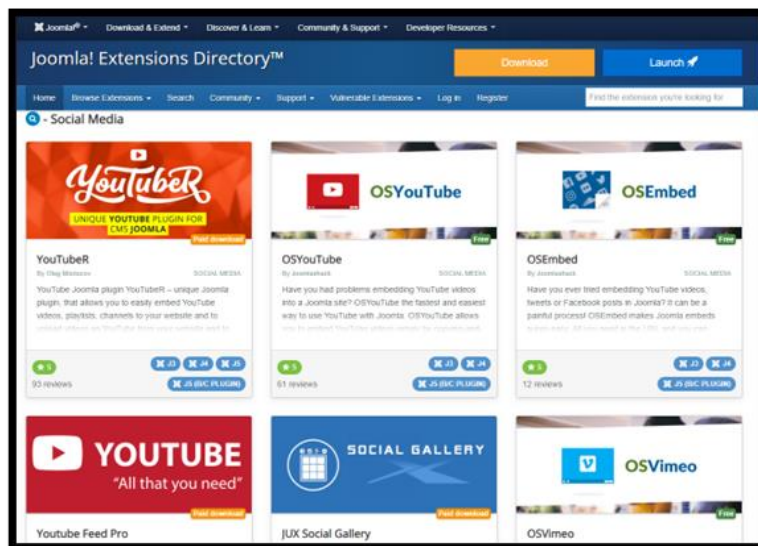 Joomla!® Download & Extend Discover & Learn Community & Support Developer Resources
Joomla! Extensions Directory™
Download
Launch
Home Browse Extensions Search Community Support Vulnerable Extensions Log in Register Find the extension you're looking for
- Social Media
YouTubeR
UNIQUE YOUTUBE PLUGIN FOR
CMS JOOMLA
Paid download
YouTubeR
SOCIAL MEDIA
YouTube Joomla plugin YouTubeR – unique Joomla
plugin, that allows you to easily embed YouTube
videos, playlists, channels to your website and to
5
J3 J4 J5
93 reviews
J5 (B/C PLUGIN)
OSYouTube
Free
OSYouTube
By Joomlashack SOCIAL MEDIA
Have you had problems embedding YouTube videos
into a Joomla site? OSYouTube the fastest and easiest
way to use YouTube with Joomla. OSYouTube allows
5
J3 J4
61 reviews
J5 (B/C PLUGIN)
OSEmbed
Free
OSEmbed
By Joomlashack SOCIAL MEDIA
Have you ever tried embedding YouTube videos,
tweets or Facebook posts in Joomla? It can be a
painful process! OSEmbed makes Joomla embeds
5
J3 J4
12 reviews
J5 (B/C PLUGIN)
YOUTUBE
"All that you need"
Paid download
Youtube Feed Pro
SOCIAL GALLERY
Paid download
JUX Social Gallery
OSVimeo
Free
OSVimeo